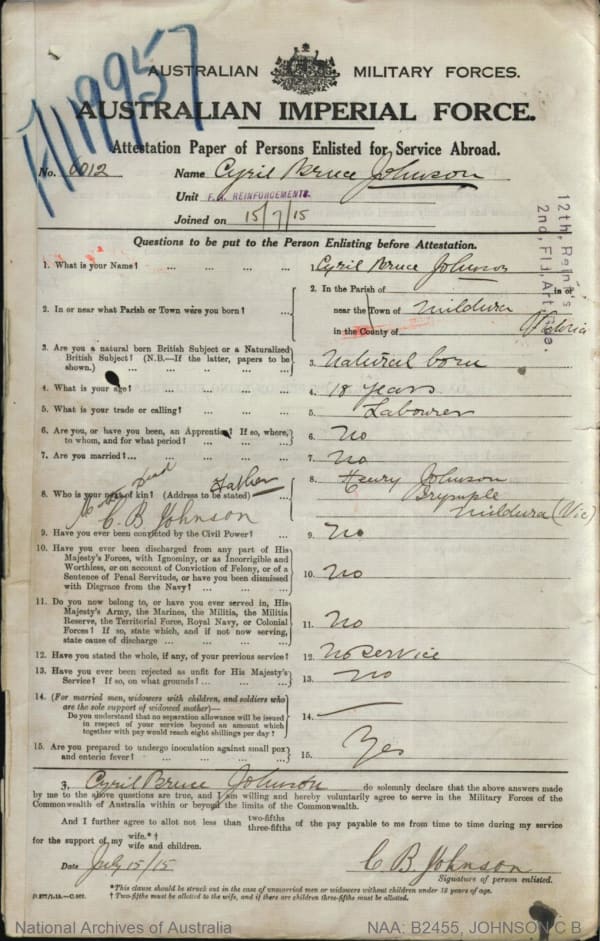 F/119957
AUSTRALIAN MILITARY FORCES.
AUSTRALIAN IMPERIAL FORCE.
Attestation Paper of Persons Enlisted for Service Abroad.
No. 6012 Name Cyril Bruce Johnson
Unit F.A. REINFORCEMENTS.
Joined on 15/7/15
12th, Reint's
2nd, Fld, Art,
Questions to be put to the Person Enlisting before Attestation.
1. What is your Name? ... ... ... ... 1. Cyril Bruce Johnson
2. In or near what Parish or Town were you born? ... 2. In the Parish of in or
near the Town of Mildura
in the County of Victoria
3. Are you a natural born British Subject or a Naturalized
British Subject? (N.B.—If the latter, papers to be
shown.) ... ... ... ... 3. Natural born
4. What is your age? ... ... ... ... 4. 18 years
5. What is your trade or calling? ... ... ... 5. Labourer
6. Are you, or have you been, an Apprentice? If so, where,
to whom, and for what period? ... ... ... 6. No
7. Are you married? ... ... ... ... 7. No
Mother Dead
Father
8. Who is your next of kin? (Address to be stated) ... 8. Henry Johnson
Irymple
Mildura (Vic)
C. B Johnson
9. Have you ever been convicted by the Civil Power? ... 9. No
10. Have you ever been discharged from any part of His
Majesty's Forces, with Ignominy, or as Incorrigible and
Worthless, or on account of Conviction of Felony, or of a
Sentence of Penal Servitude, or have you been dismissed
with Disgrace from the Navy? ... ... ... 10. No
11. Do you now belong to, or have you ever served in, His
Majesty's Army, the Marines, the Militia, the Militia
Reserve, the Territorial Force, Royal Navy, or Colonial
Forces? If so, state which, and if not now serving,
state cause of discharge ... ... ... ... 11. No
12. Have you stated the whole, if any, of your previous service? 12. No service
13. Have you ever been rejected as unfit for His Majesty's
Service? If so, on what grounds? ... ... ... 13. No
14. (For married men, widowers with children, and soldiers who
are the sole support of widowed mother)—
Do you understand that no separation allowance will be issued
in respect of your service beyond an amount which
together with pay would reach eight shillings per day? 14. —
15. Are you prepared to undergo inoculation against small pox
and enteric fever? ... ... ... ... 15. Yes
I, Cyril Bruce Johnson do solemnly declare that the above answers made
by me to the above questions are true, and I am willing and hereby voluntarily agree to serve in the Military Forces of the
Commonwealth of Australia within or beyond the limits of the Commonwealth.
And I further agree to allot not less than two-fifths three-fifths of the pay payable to me from time to time during my service
for the support of my wife.*† wife and children.
Date July 15/15 C B Johnson
Signature of person enlisted.
*This clause should be struck out in the case of unmarried men or widowers without children under 18 years of age.
† Two-fifths must be allotted to the wife, and if there are children three-fifths must be allotted.
National Archives of Australia NAA: B2455, JOHNSON C B